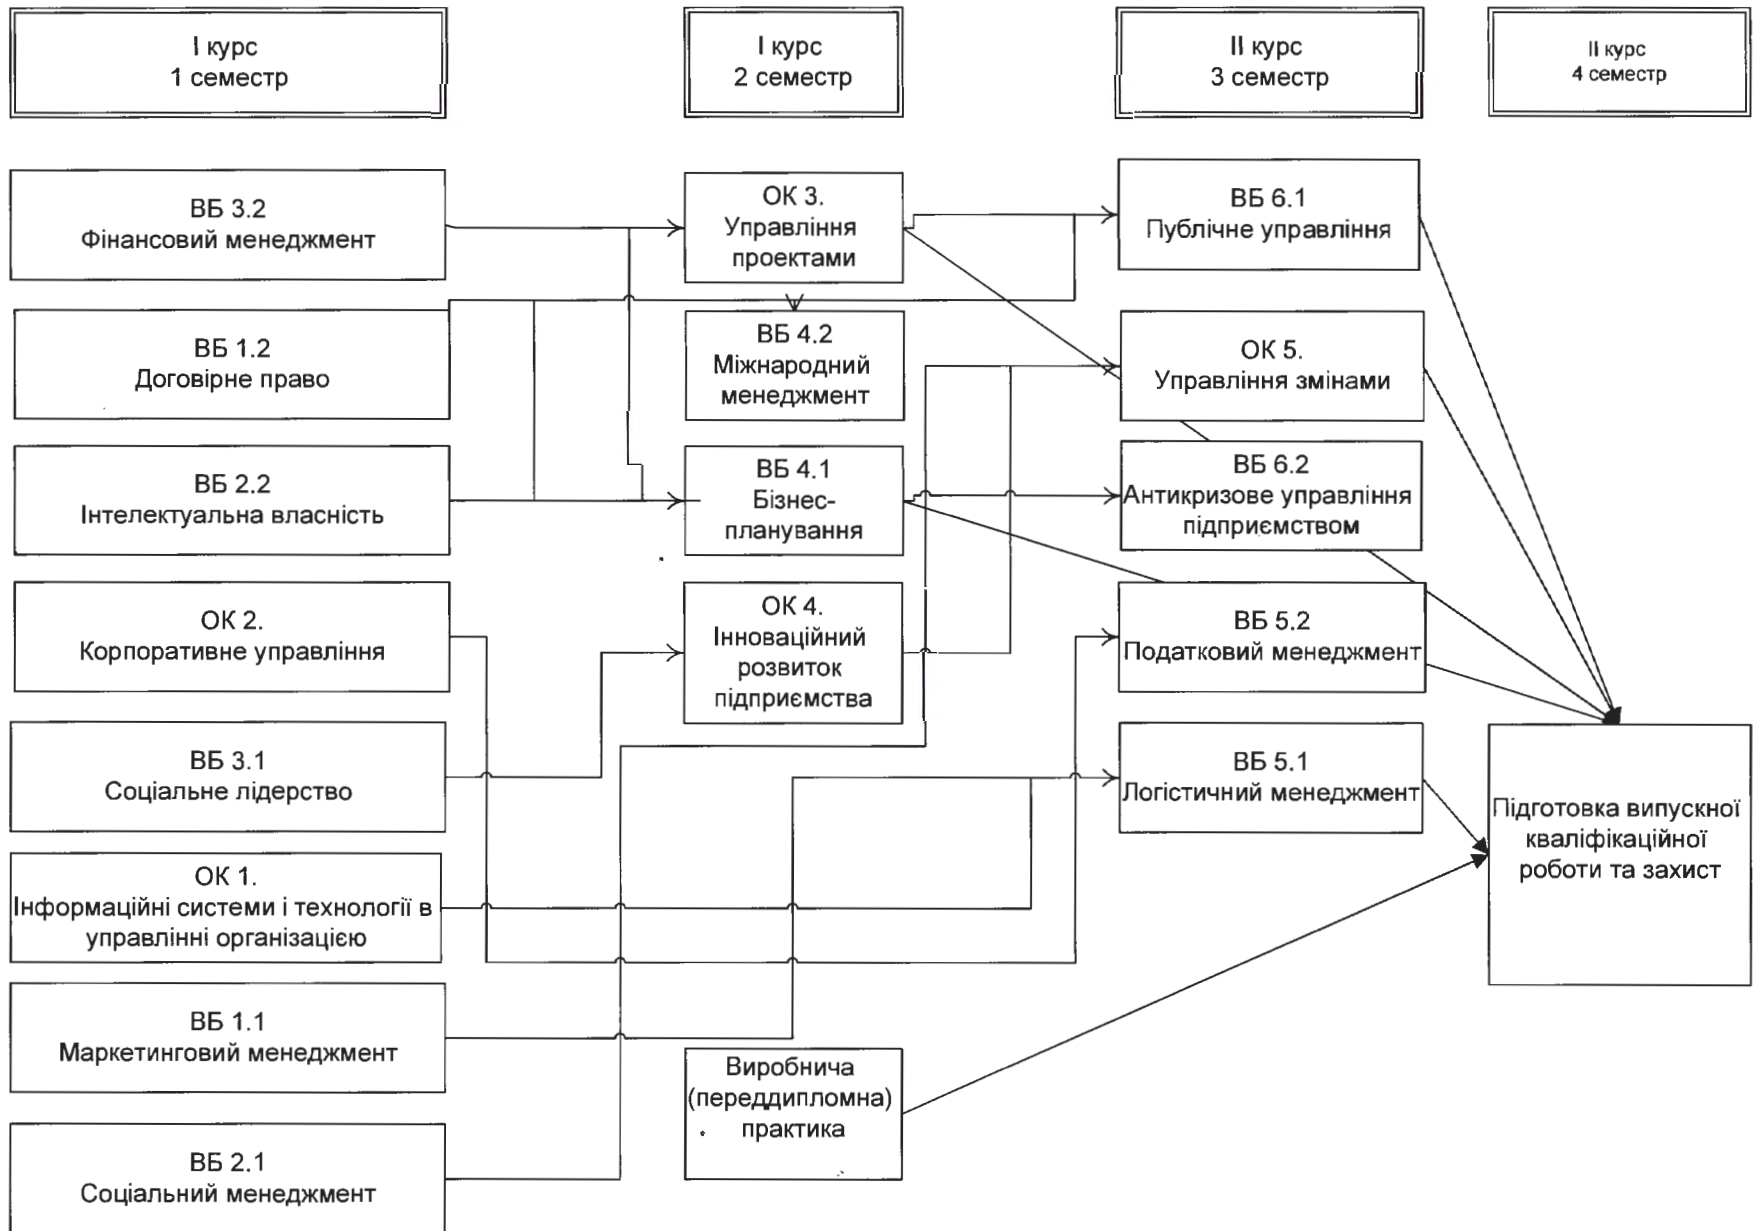 І курс
1 семестр
І курс
2 семестр
ІІ курс
3 семестр
ІІ курс
4 семестр
ВБ 3.2
Фінансовий менеджмент
ВБ 1.2
Договірне право
ВБ 2.2
Інтелектуальна власність
ОК 2.
Корпоративне управління
ВБ 3.1
Соціальне лідерство
ОК 1.
Інформаційні системи і технології в
управлінні організацією
ВБ 1.1
Маркетинговий менеджмент
ВБ 2.1
Соціальний менеджмент
ОК 3.
Управління
проектами
ВБ 4.2
Міжнародний
менеджмент
ВБ 4.1
Бізнес-
планування
ОК 4.
Інноваційний
розвиток
підприємства
Виробнича
(переддипломна)
практика
ВБ 6.1
Публічне управління
ОК 5.
Управління змінами
ВБ 6.2
Антикризове управління
підприємством
ВБ 5.2
Податковий менеджмент
ВБ 5.1
Логістичний менеджмент
Підготовка випускної
кваліфікаційної
роботи та захист